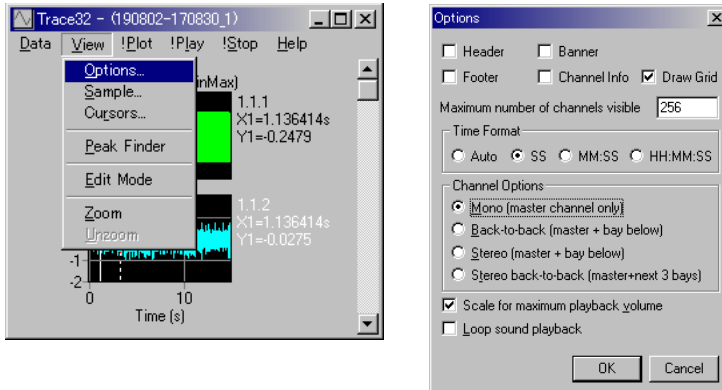 Trace32 - (190802-170830_1)
Data View !Plot !Play !Stop Help
Options...
Sample...
Cursors...
Peak Finder
Edit Mode
Zoom
Unzoom
inMax)
1.1.1
X1=1.136414s
Y1=-0.2479
1.1.2
X1=1.136414s
Y1=-0.0275
-1
-2
0 10
Time (s)
Options
Header Banner
Footer Channel Info Draw Grid
Maximum number of channels visible 256
Time Format
Auto SS MM:SS HH:MM:SS
Channel Options
Mono (master channel only)
Back-to-back (master + bay below)
Stereo (master + bay below)
Stereo back-to-back (master+next 3 bays)
Scale for maximum playback volume
Loop sound playback
OK Cancel